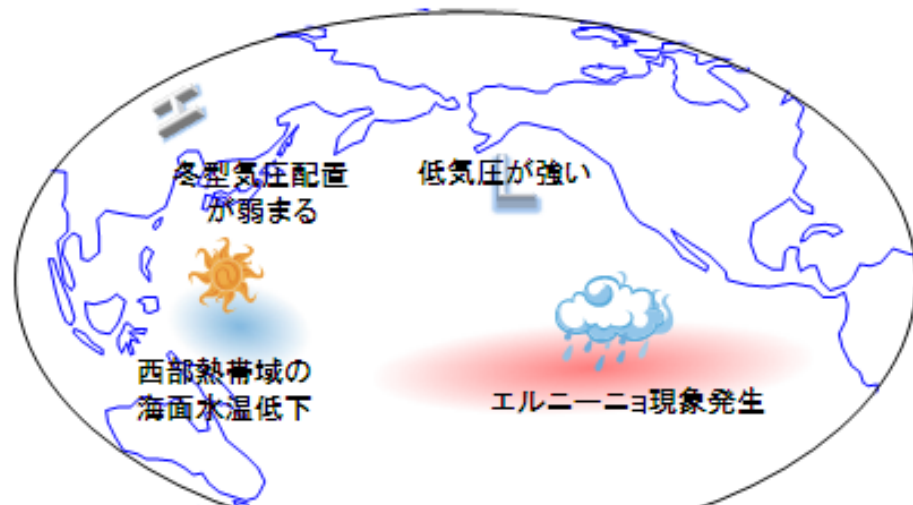 H
冬型気圧配置
が弱まる
低気圧が強い
L
西部熱帯域の
海面水温低下
エルニーニョ現象発生